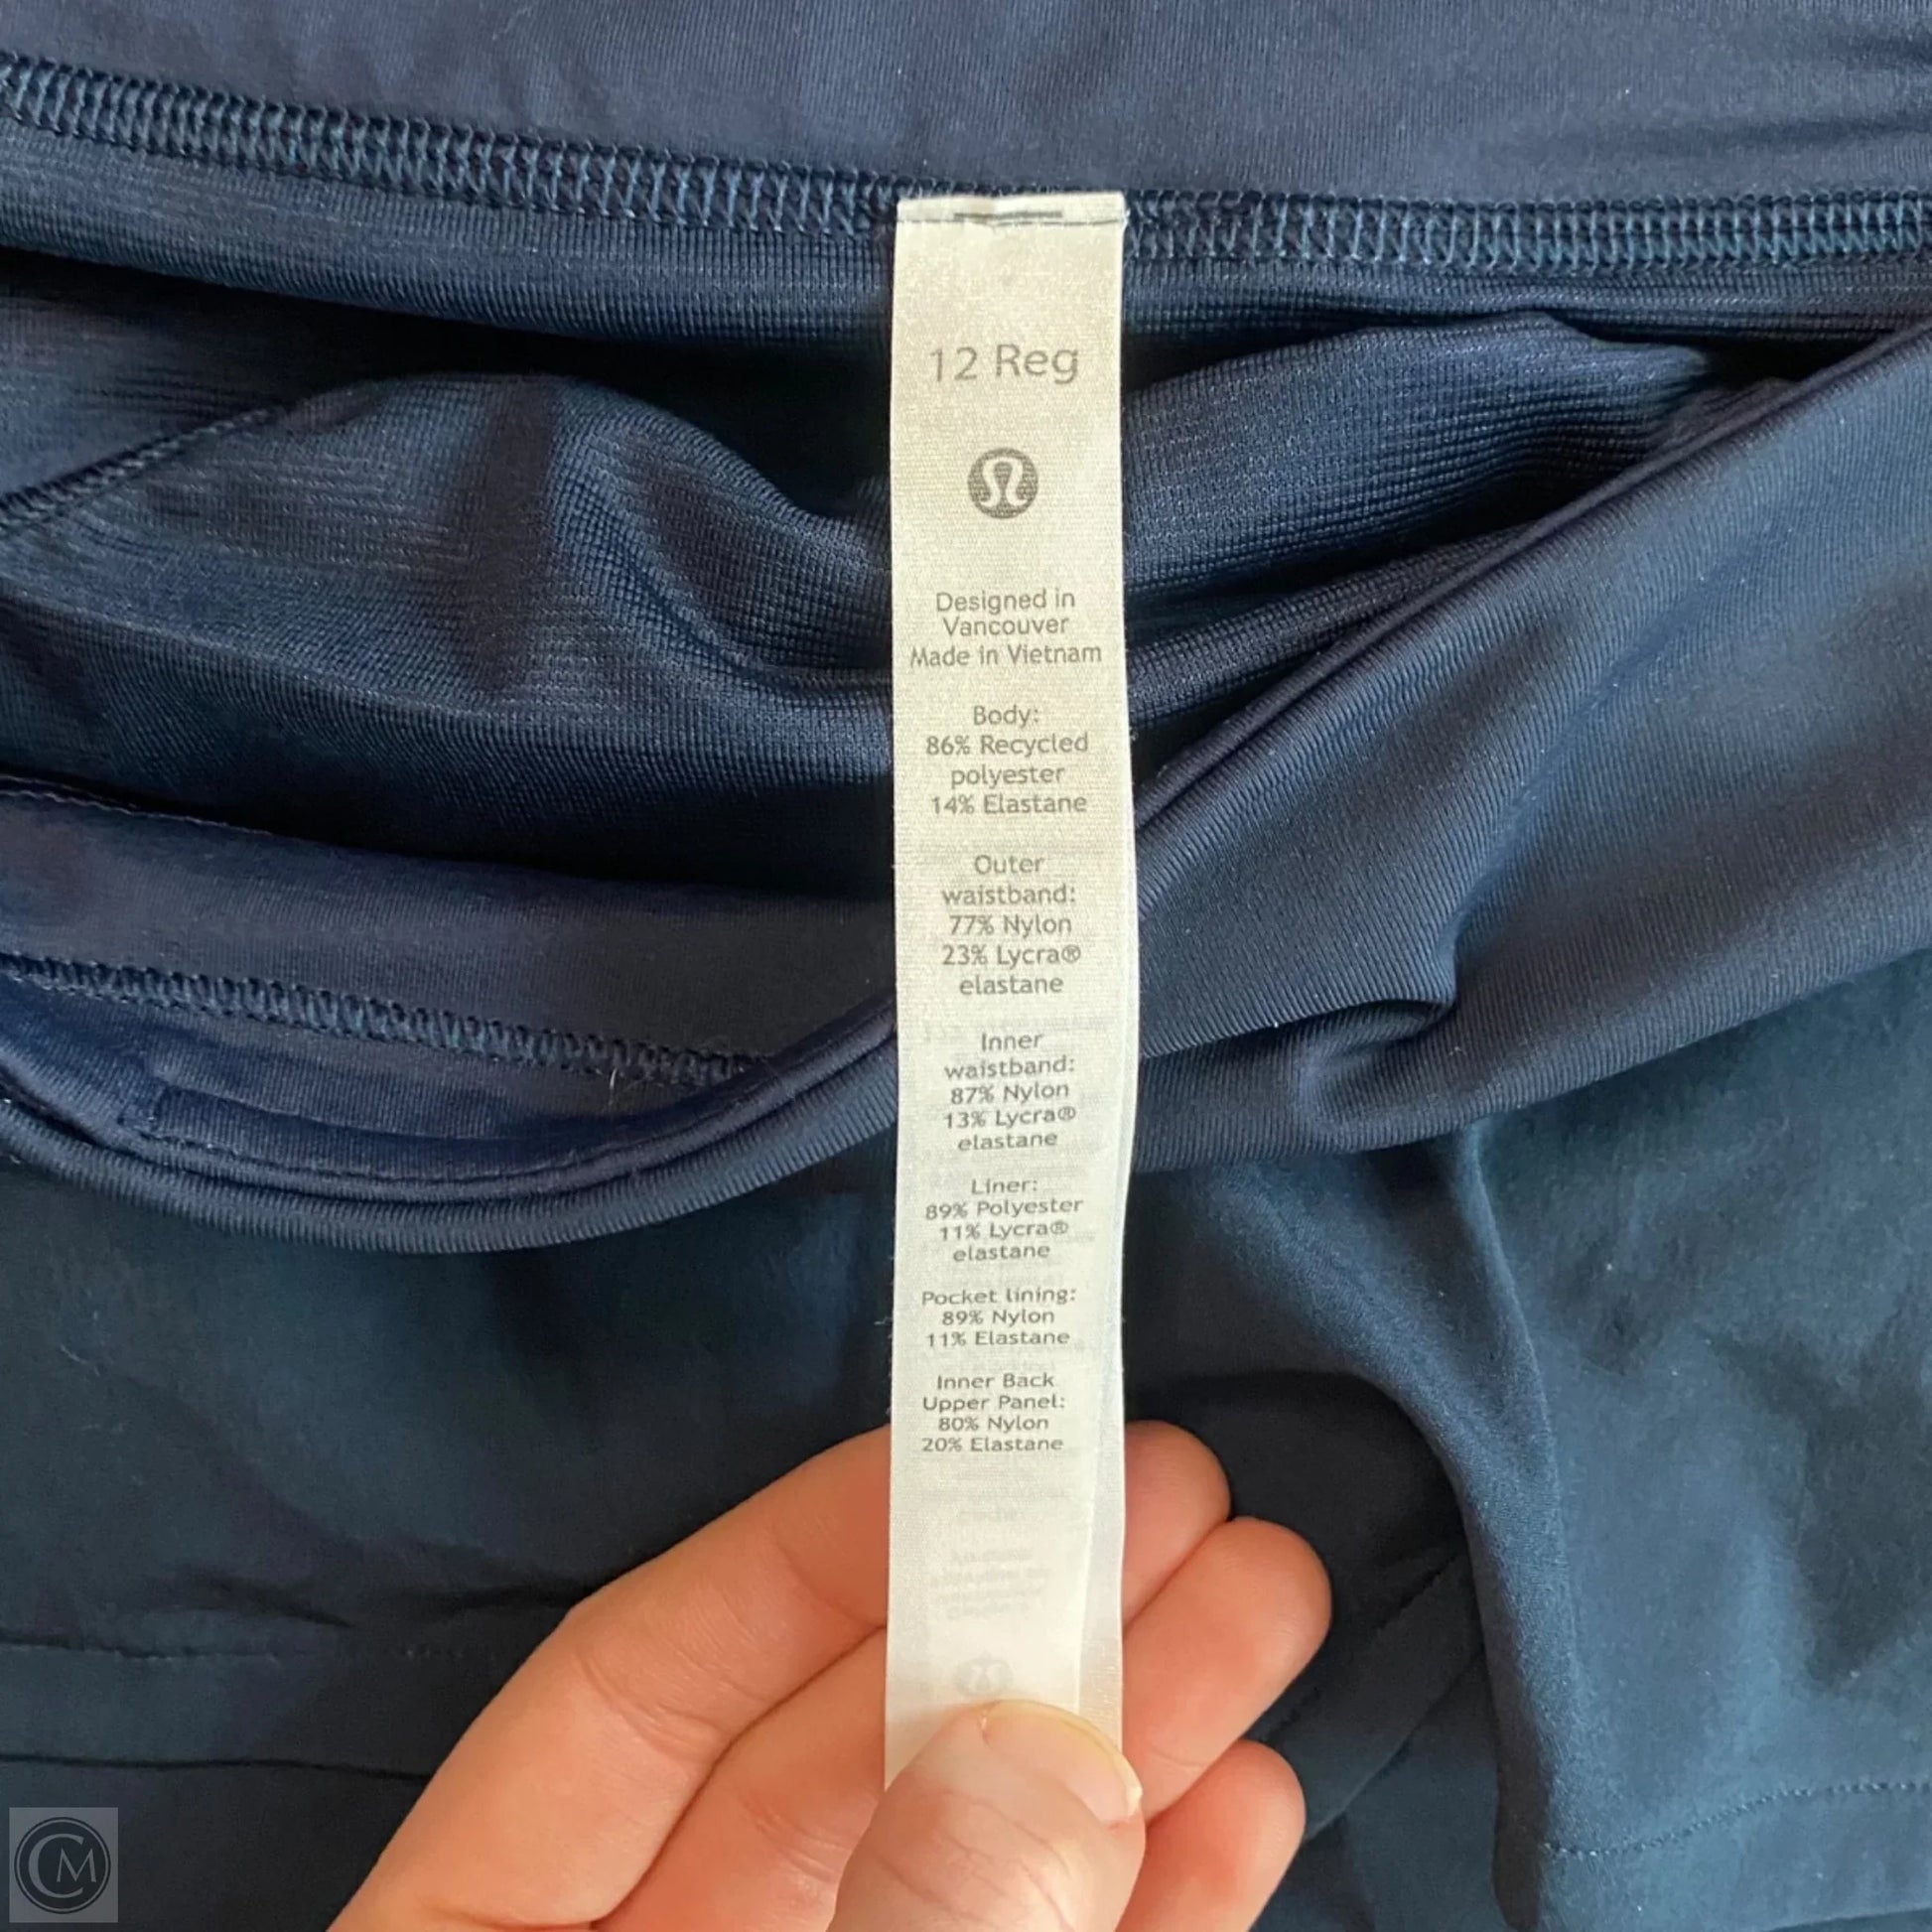 12 Reg
Designed in
Vancouver
Made in Vietnam
Body:
86% Recycled
polyester
14% Elastane
Outer
waistband:
77% Nylon
23% Lycra®
elastane
Inner
waistband:
87% Nylon
13% Lycra®
elastane
Liner:
89% Polyester
11% Lycra®
elastane
Pocket lining:
89% Nylon
11% Elastane
Inner Back
Upper Panel:
80% Nylon
20% Elastane
CM